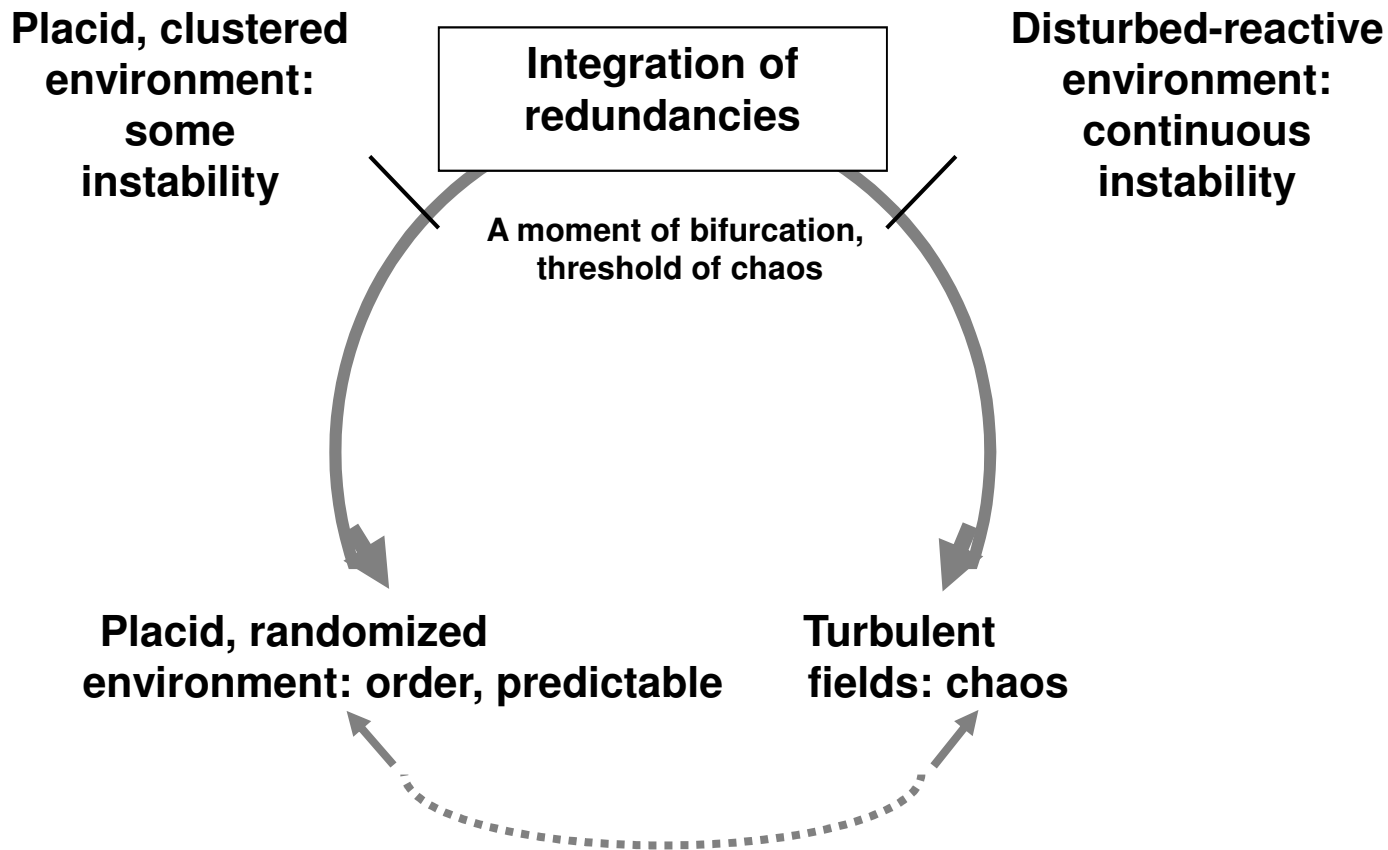 Placid, clustered
environment:
some
instability
Integration of
redundancies
Disturbed-reactive
environment:
continuous
instability
A moment of bifurcation,
threshold of chaos
Placid, randomized
environment: order, predictable
Turbulent
fields: chaos